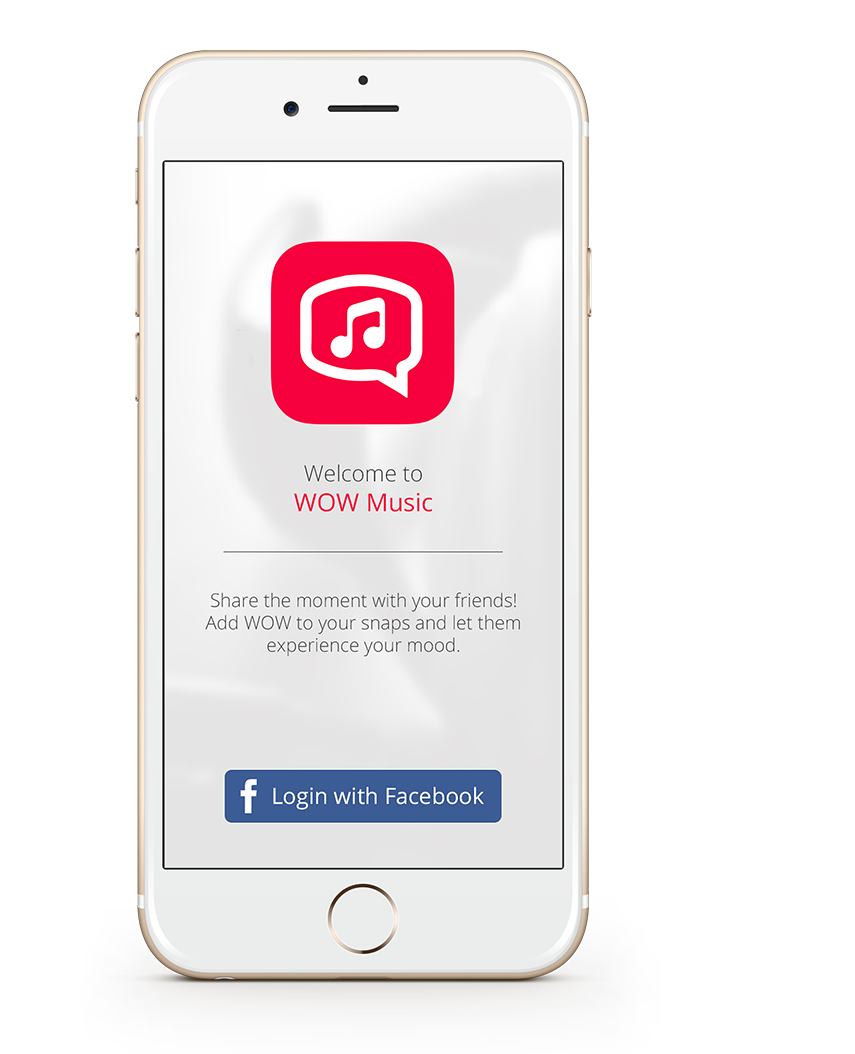 Welcome to
WOW Music
Share the moment with your friends!
Add WOW to your snaps and let them
experience your mood.
f Login with Facebook